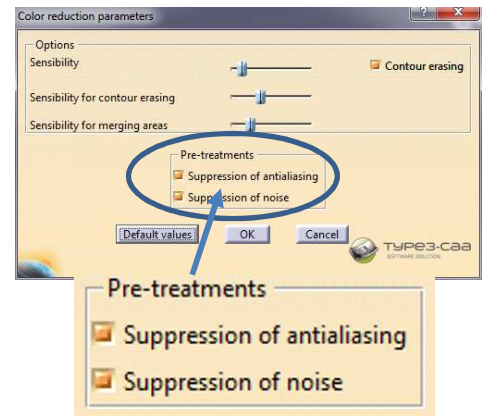 Color reduction parameters
Options
Sensibility
Contour erasing
Sensibility for contour erasing
Sensibility for merging areas
Pre-treatments
Suppression of antialiasing
Suppression of noise
Default values OK Cancel
TYPE3-CAA
SOFTWARE SOLUTION
Pre-treatments
Suppression of antialiasing
Suppression of noise